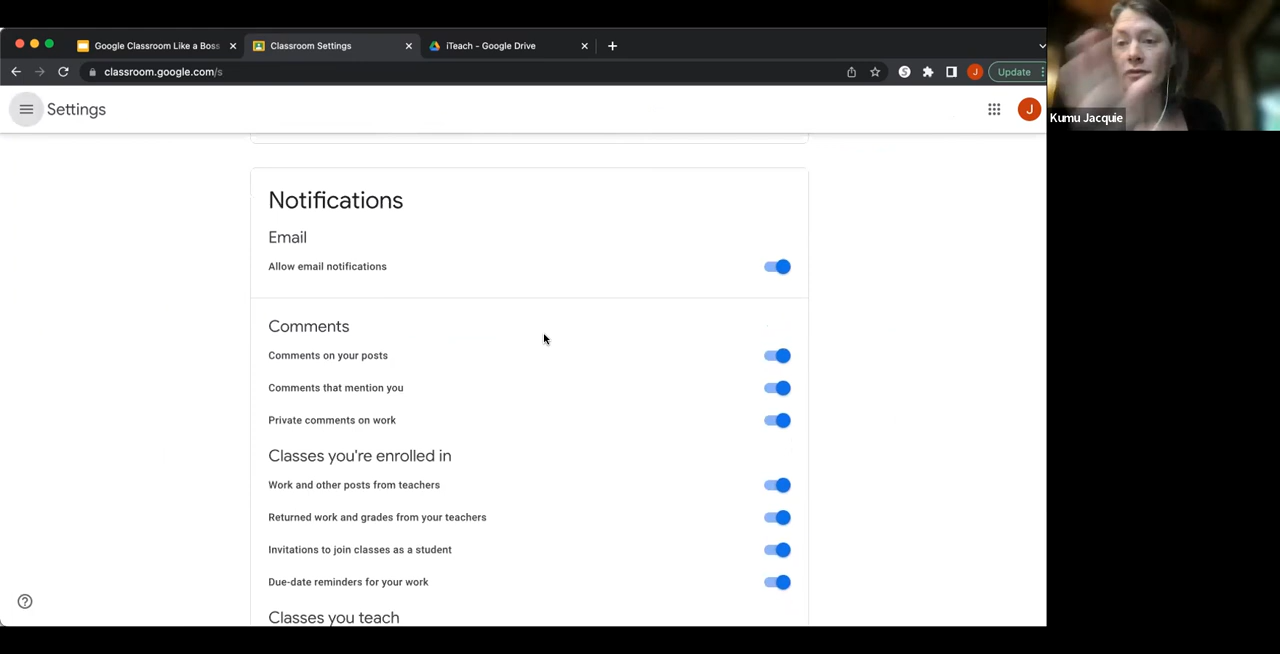 Google Classroom Like a Boss
Classroom Settings
iTeach - Google Drive
classroom.google.com/s
S
J
Update
Settings
J
Kumu Jacquie
Notifications
Email
Allow email notifications
Comments
Comments on your posts
Comments that mention you
Private comments on work
Classes you're enrolled in
Work and other posts from teachers
Returned work and grades from your teachers
Invitations to join classes as a student
Due-date reminders for your work
Classes you teach